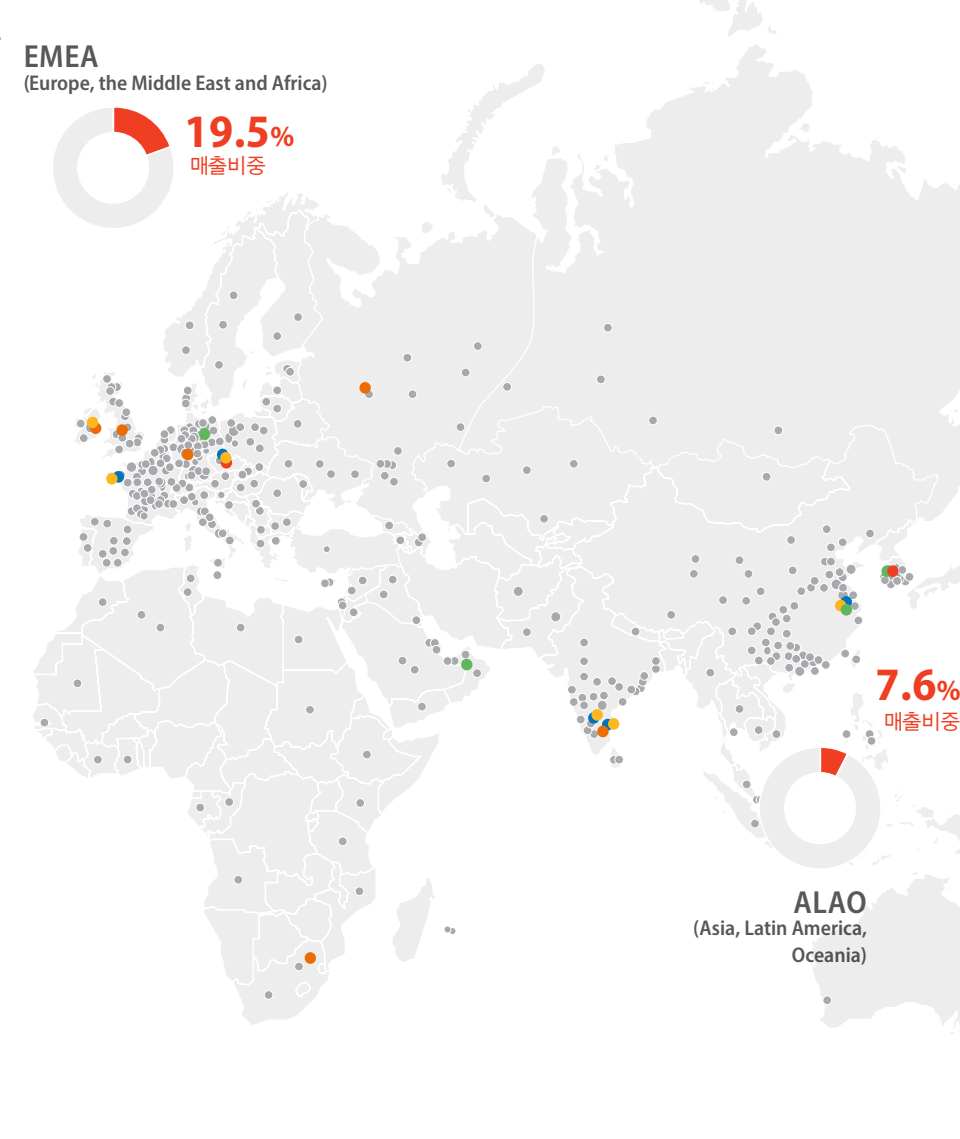 EMEA
(Europe, the Middle East and Africa)
19.5%
매출비중
7.6%
매출비중
ALAO
(Asia, Latin America,
Oceania)